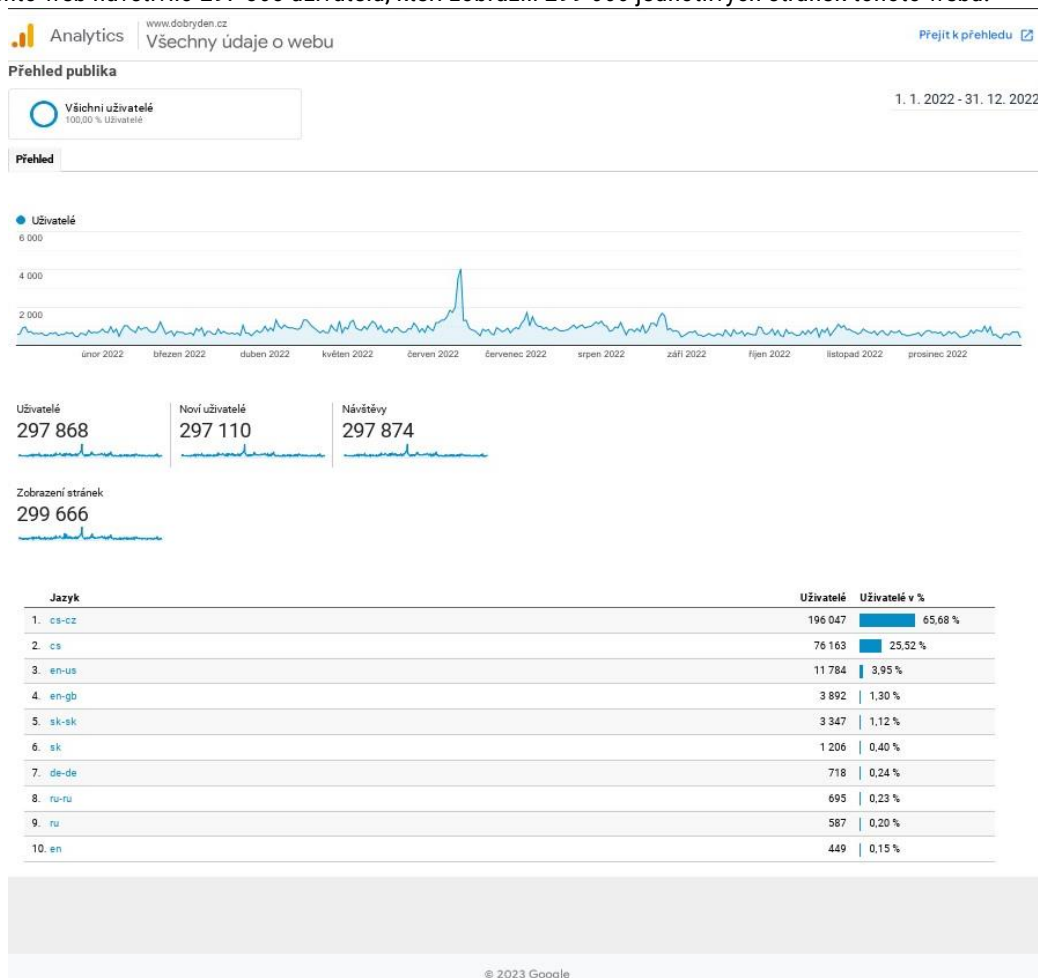 Analytics
www.dobryden.cz
Všechny údaje o webu
Přejít k přehledu
Přehled publika
Všichni uživatelé
100,00 % Uživatelé
1. 1. 2022 - 31. 12. 2022
Přehled
Uživatelé
6 000
4 000
2 000
únor 2022 březen 2022 duben 2022 květen 2022 červen 2022 červenec 2022 srpen 2022 září 2022 říjen 2022 listopad 2022 prosinec 2022
Uživatelé Noví uživatelé Návštěvy
297 868 297 110 297 874
Zobrazení stránek
299 666
Jazyk Uživatelé Uživatelé v %
1. cs-cz 196 047 65,68 %
2. cs 76 163 25,52 %
3. en-us 11 784 3,95 %
4. en-gb 3 892 1,30 %
5. sk-sk 3 347 1,12 %
6. sk 1 206 0,40 %
7. de-de 718 0,24 %
8. ru-ru 695 0,23 %
9. ru 587 0,20 %
10. en 449 0,15 %
© 2023 Google